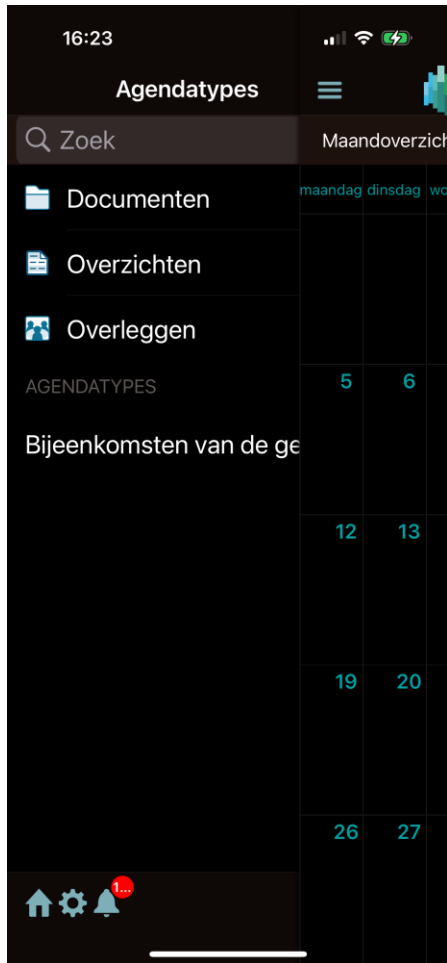 16:23
Agendatypes
Zoek
Documenten
Overzichten
Overleggen
AGENDATYPES
Bijeenkomsten van de ge
1...
Maandoverzich
maandag dinsdag wo
5 6
12 13
19 20
26 27